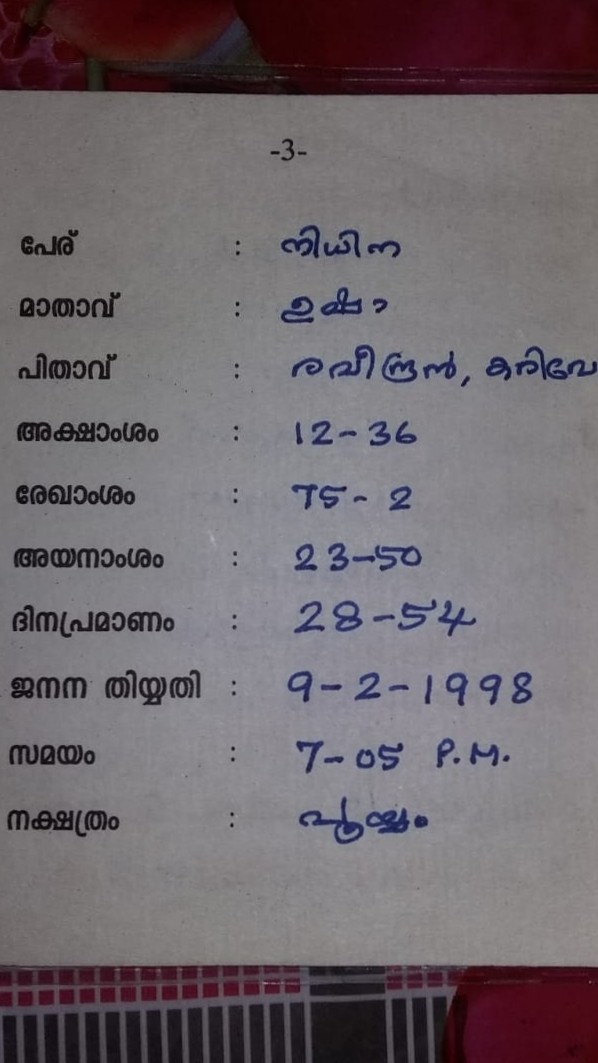 -3-
പേര് : നിധിന
മാതാവ് : ഉഷാ
പിതാവ് : രവീന്ദ്രൻ, കരിവേ
അക്ഷാംശം : 12-36
രേഖാംശം : 75-2
അയനാംശം : 23-50
ദിനപ്രമാണം : 28-54
ജനന തിയ്യതി : 9-2-1998
സമയം : 7-05 P.M.
നക്ഷത്രം : പൂയ്യം